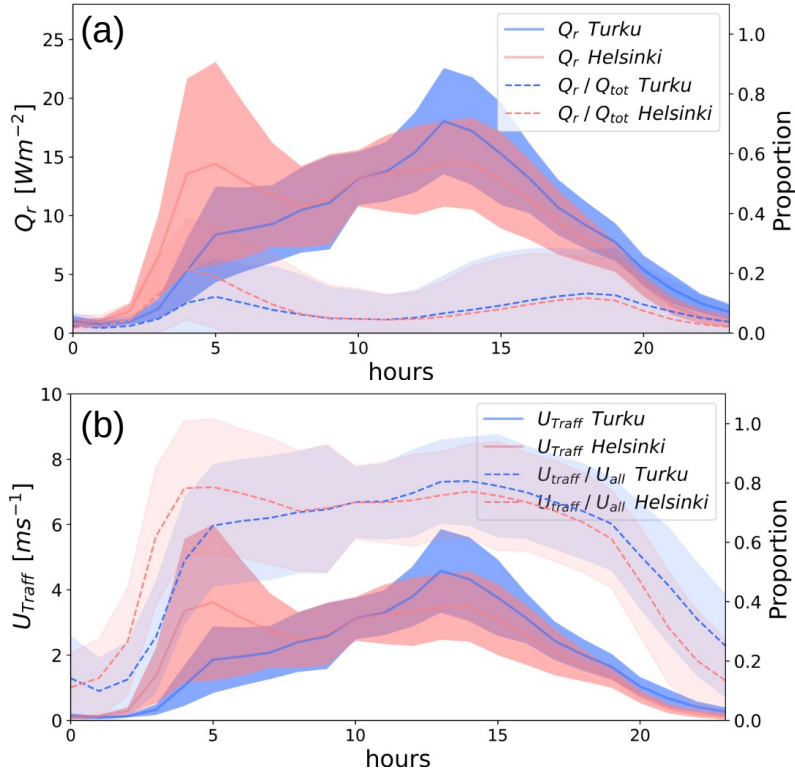 (a)
Q_r Turku
Q_r Helsinki
Q_r / Q_tot Turku
Q_r / Q_tot Helsinki
25
20
15
10
5
0
Q_r [Wm⁻²]
1.0
0.8
0.6
0.4
0.2
0.0
Proportion
0 5 10 15 20
hours
(b)
U_Traff Turku
U_Traff Helsinki
U_traff / U_all Turku
U_traff / U_all Helsinki
10
8
6
4
2
0
U_Traff [ms⁻¹]
1.0
0.8
0.6
0.4
0.2
0.0
Proportion
0 5 10 15 20
hours